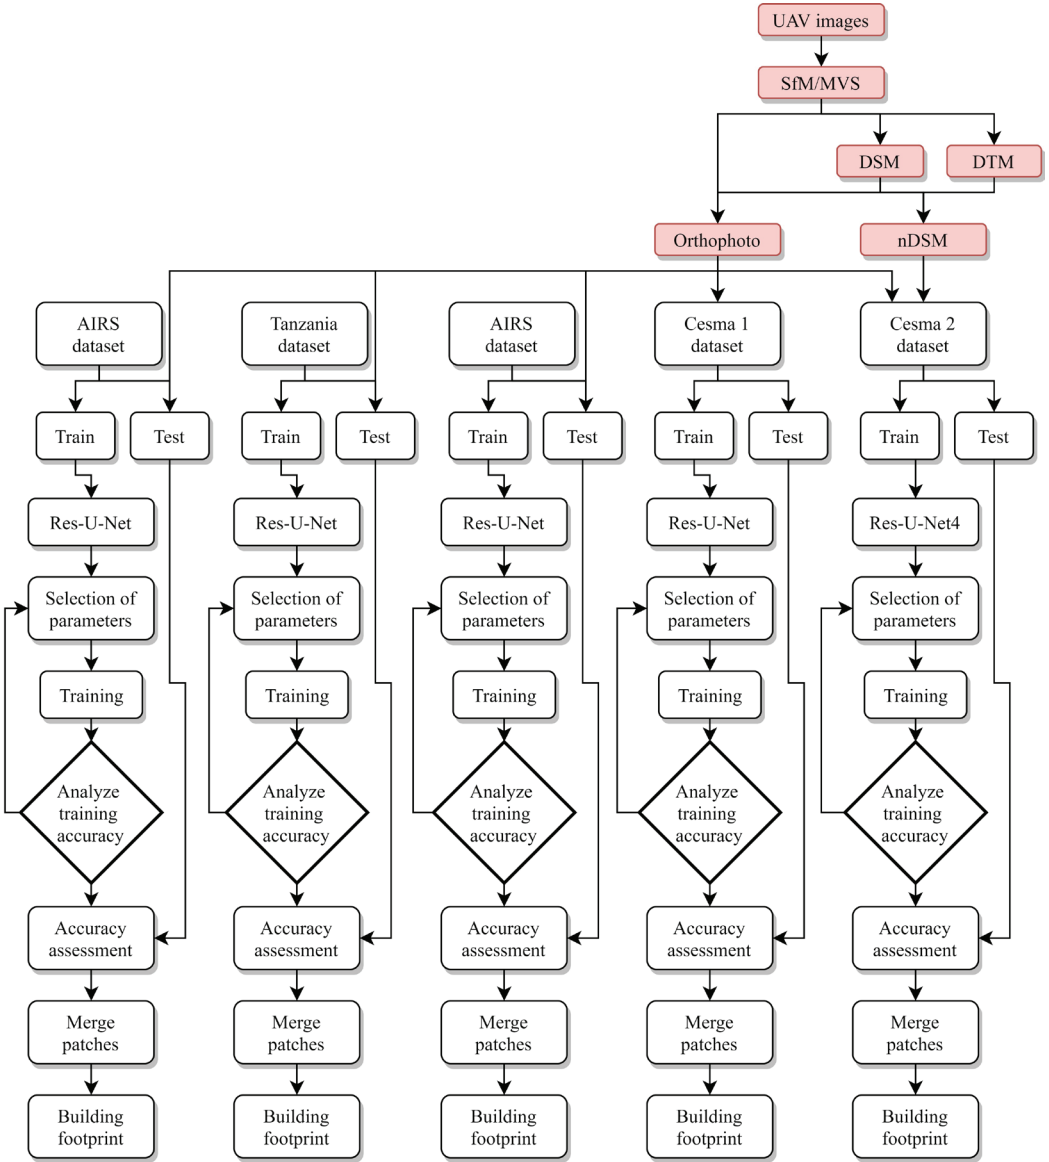 UAV images
SfM/MVS
DSM
DTM
Orthophoto
nDSM
AIRS
dataset
Tanzania
dataset
AIRS
dataset
Cesma 1
dataset
Cesma 2
dataset
Train
Test
Train
Test
Train
Test
Train
Test
Train
Test
Res-U-Net
Res-U-Net
Res-U-Net
Res-U-Net
Res-U-Net4
Selection of
parameters
Selection of
parameters
Selection of
parameters
Selection of
parameters
Selection of
parameters
Training
Training
Training
Training
Training
Analyze
training
accuracy
Analyze
training
accuracy
Analyze
training
accuracy
Analyze
training
accuracy
Analyze
training
accuracy
Accuracy
assessment
Accuracy
assessment
Accuracy
assessment
Accuracy
assessment
Accuracy
assessment
Merge
patches
Merge
patches
Merge
patches
Merge
patches
Merge
patches
Building
footprint
Building
footprint
Building
footprint
Building
footprint
Building
footprint